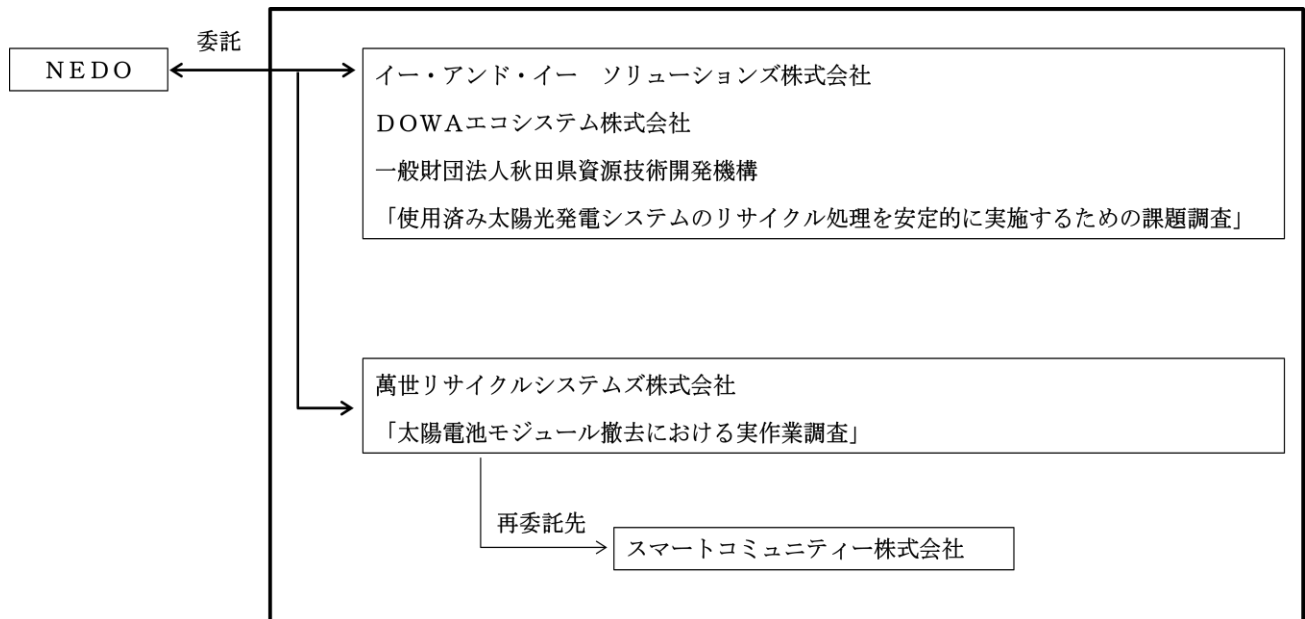 委託
ＮＥＤＯ
イー・アンド・イー　ソリューションズ株式会社
ＤＯＷＡエコシステム株式会社
一般財団法人秋田県資源技術開発機構
「使用済み太陽光発電システムのリサイクル処理を安定的に実施するための課題調査」
萬世リサイクルシステムズ株式会社
「太陽電池モジュール撤去における実作業調査」
再委託先
スマートコミュニティー株式会社